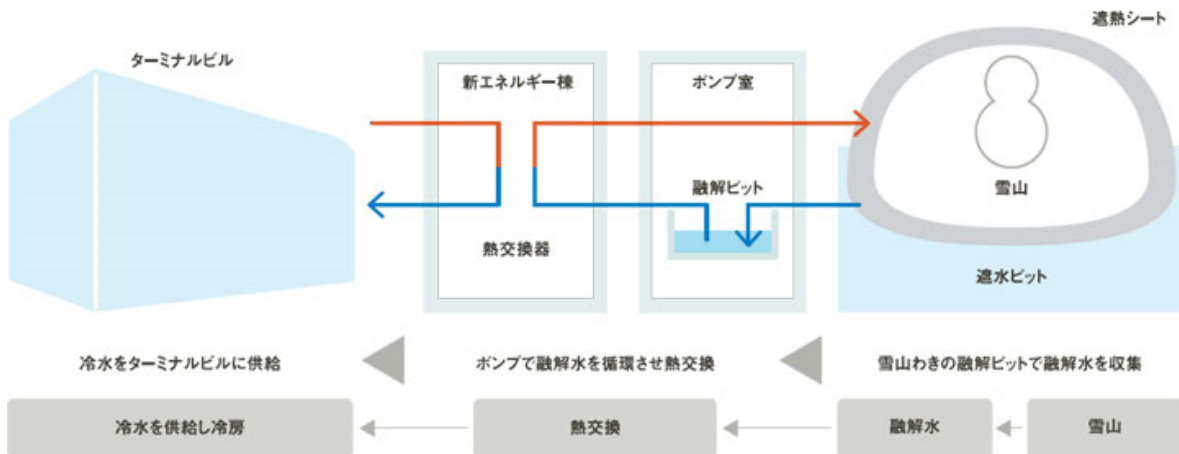 ターミナルビル
新エネルギー棟
ポンプ室
遮熱シート
融解ピット
雪山
熱交換器
遮水ピット
冷水をターミナルビルに供給
ポンプで融解水を循環させ熱交換
雪山わきの融解ピットで融解水を収集
冷水を供給し冷房
熱交換
融解水
雪山